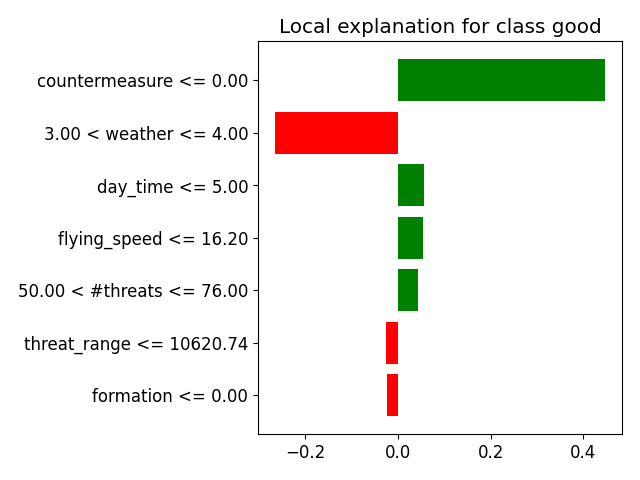 Local explanation for class good
countermeasure <= 0.00
3.00 < weather <= 4.00
day_time <= 5.00
flying_speed <= 16.20
50.00 < #threats <= 76.00
threat_range <= 10620.74
formation <= 0.00
−0.2 0.0 0.2 0.4